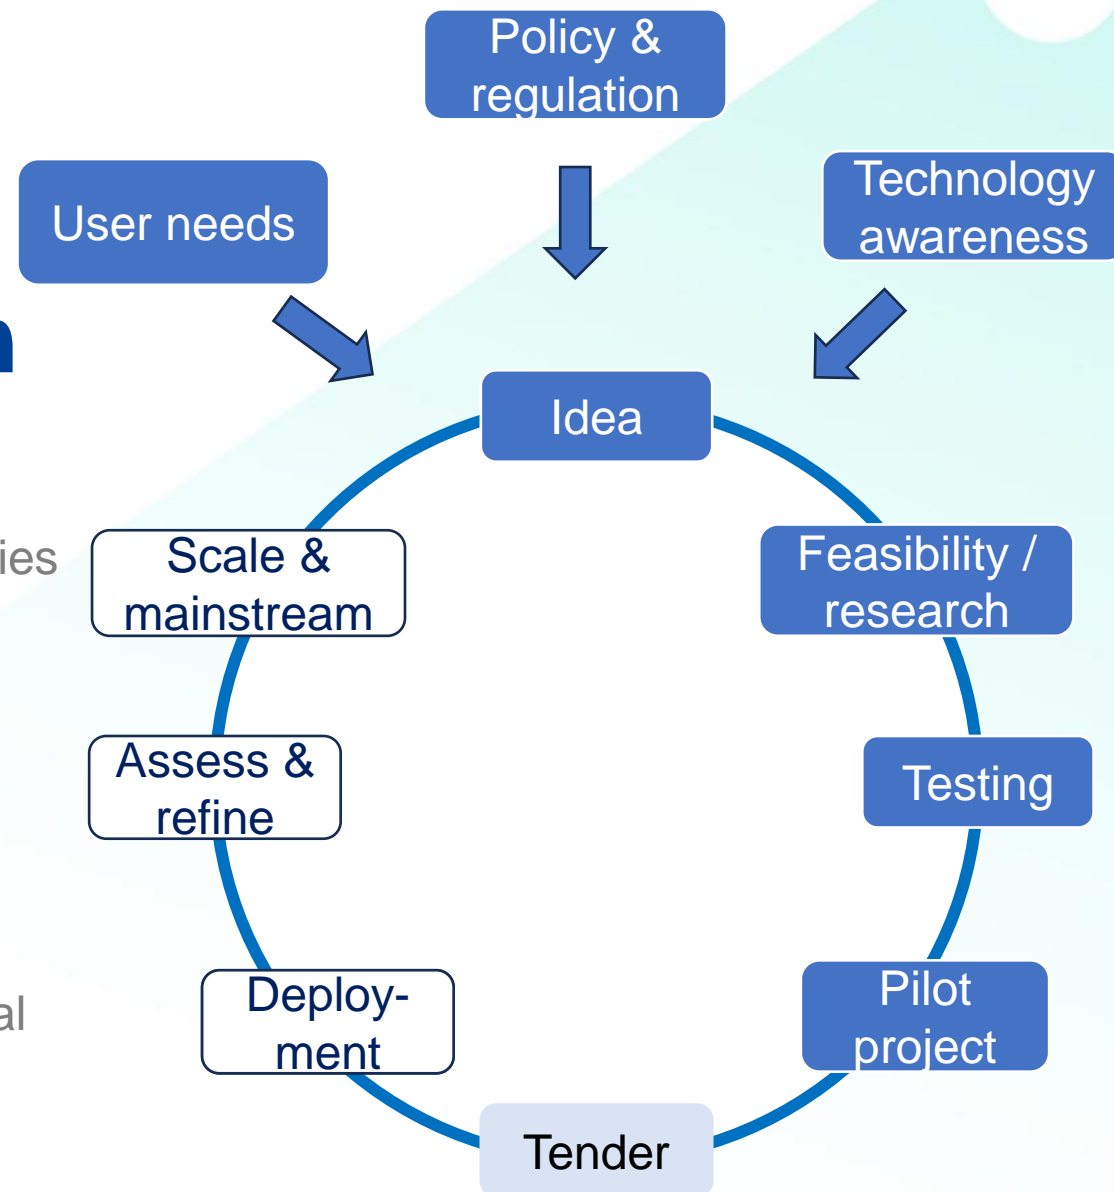 Policy &
regulation
User needs
Technology
awareness
Idea
Scale &
mainstream
Feasibility /
research
Assess &
refine
Testing
Deploy-
ment
Pilot
project
Tender